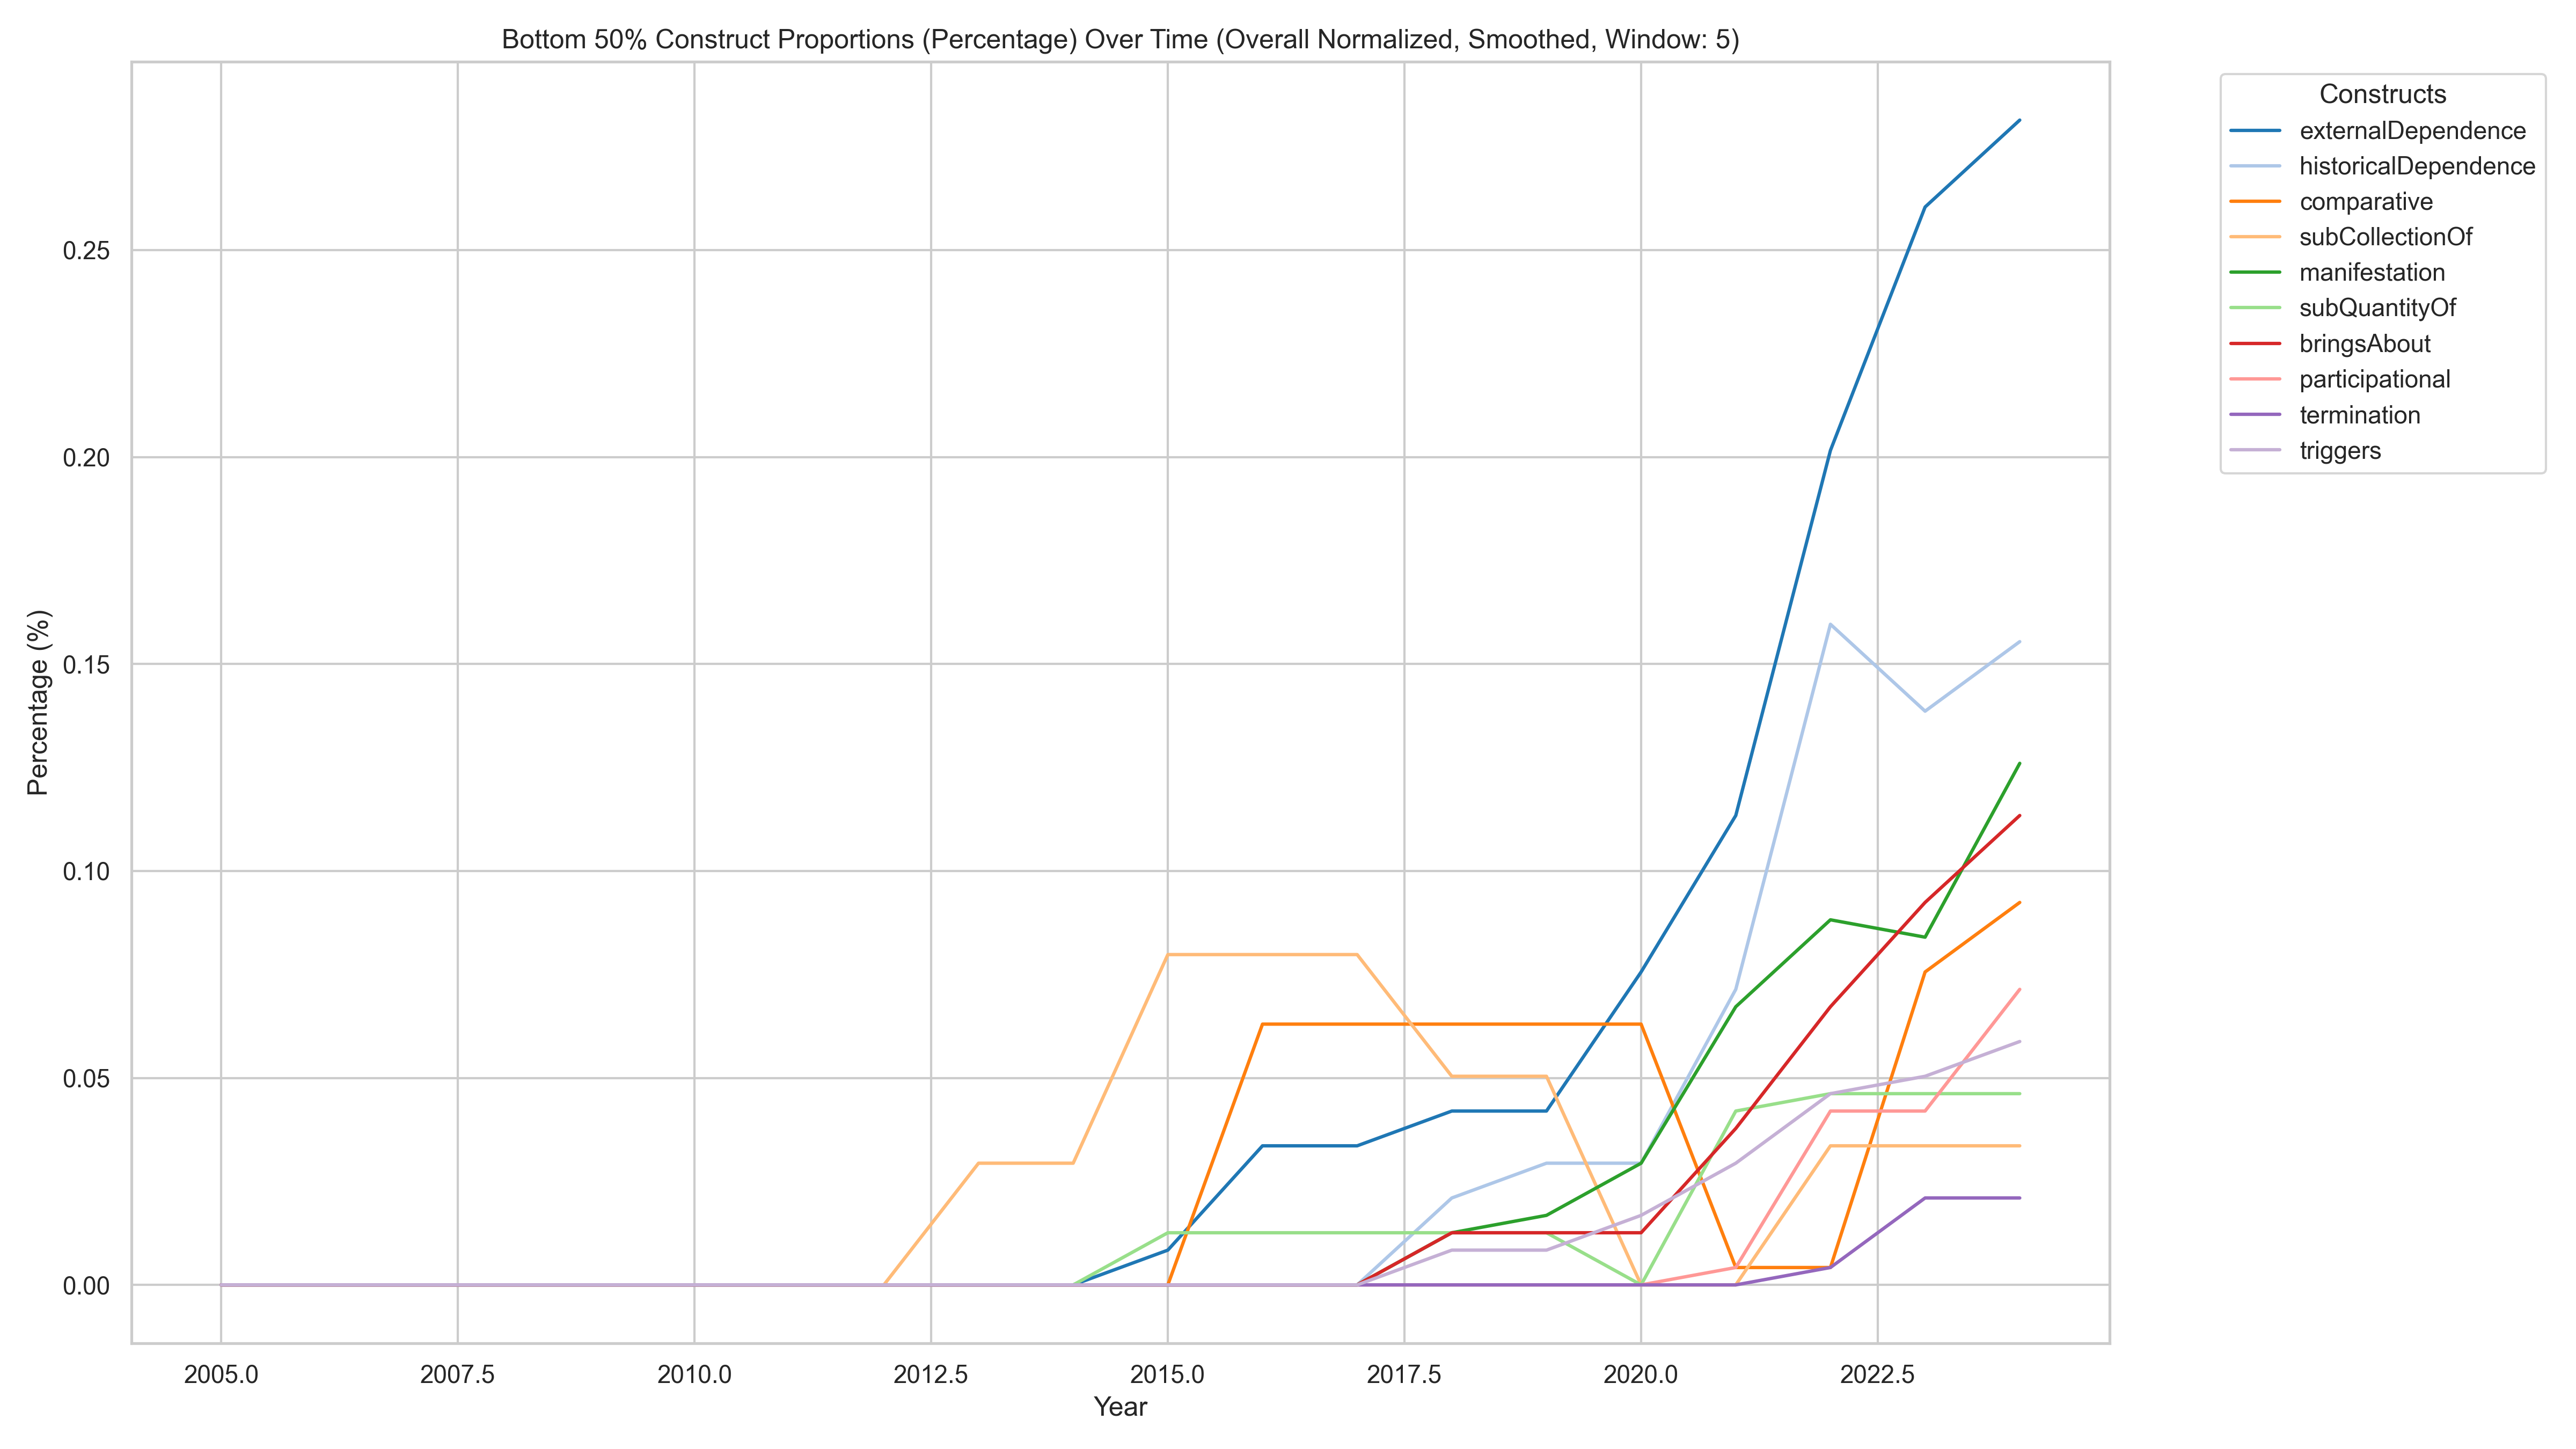 Bottom 50% Construct Proportions (Percentage) Over Time (Overall Normalized, Smoothed, Window: 5)
Constructs
externalDependence
historicalDependence
comparative
subCollectionOf
manifestation
subQuantityOf
bringsAbout
participational
termination
triggers
Percentage (%)
0.25
0.20
0.15
0.10
0.05
0.00
2005.0 2007.5 2010.0 2012.5 2015.0 2017.5 2020.0 2022.5
Year